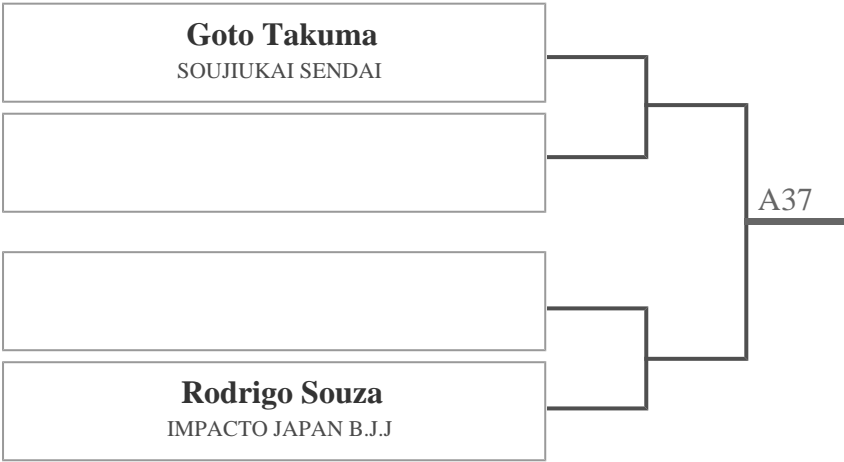 Goto Takuma
SOUJIUKAI SENDAI
A37
Rodrigo Souza
IMPACTO JAPAN B.J.J